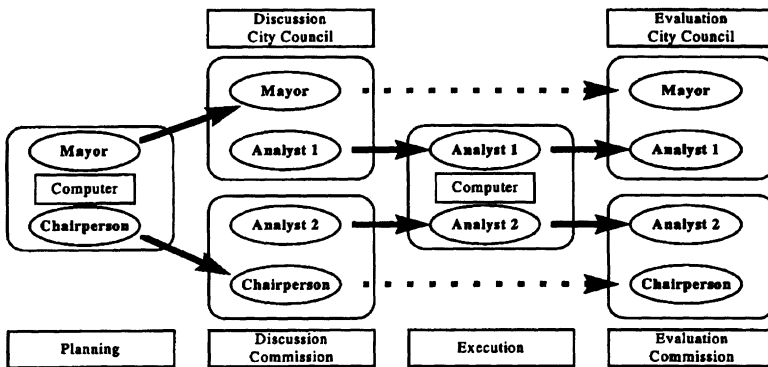 Discussion
City Council
Evaluation
City Council
Mayor
Mayor
Mayor
Analyst 1
Analyst 1
Analyst 1
Computer
Computer
Chairperson
Analyst 2
Analyst 2
Analyst 2
Chairperson
Chairperson
Planning
Discussion
Commission
Execution
Evaluation
Commission